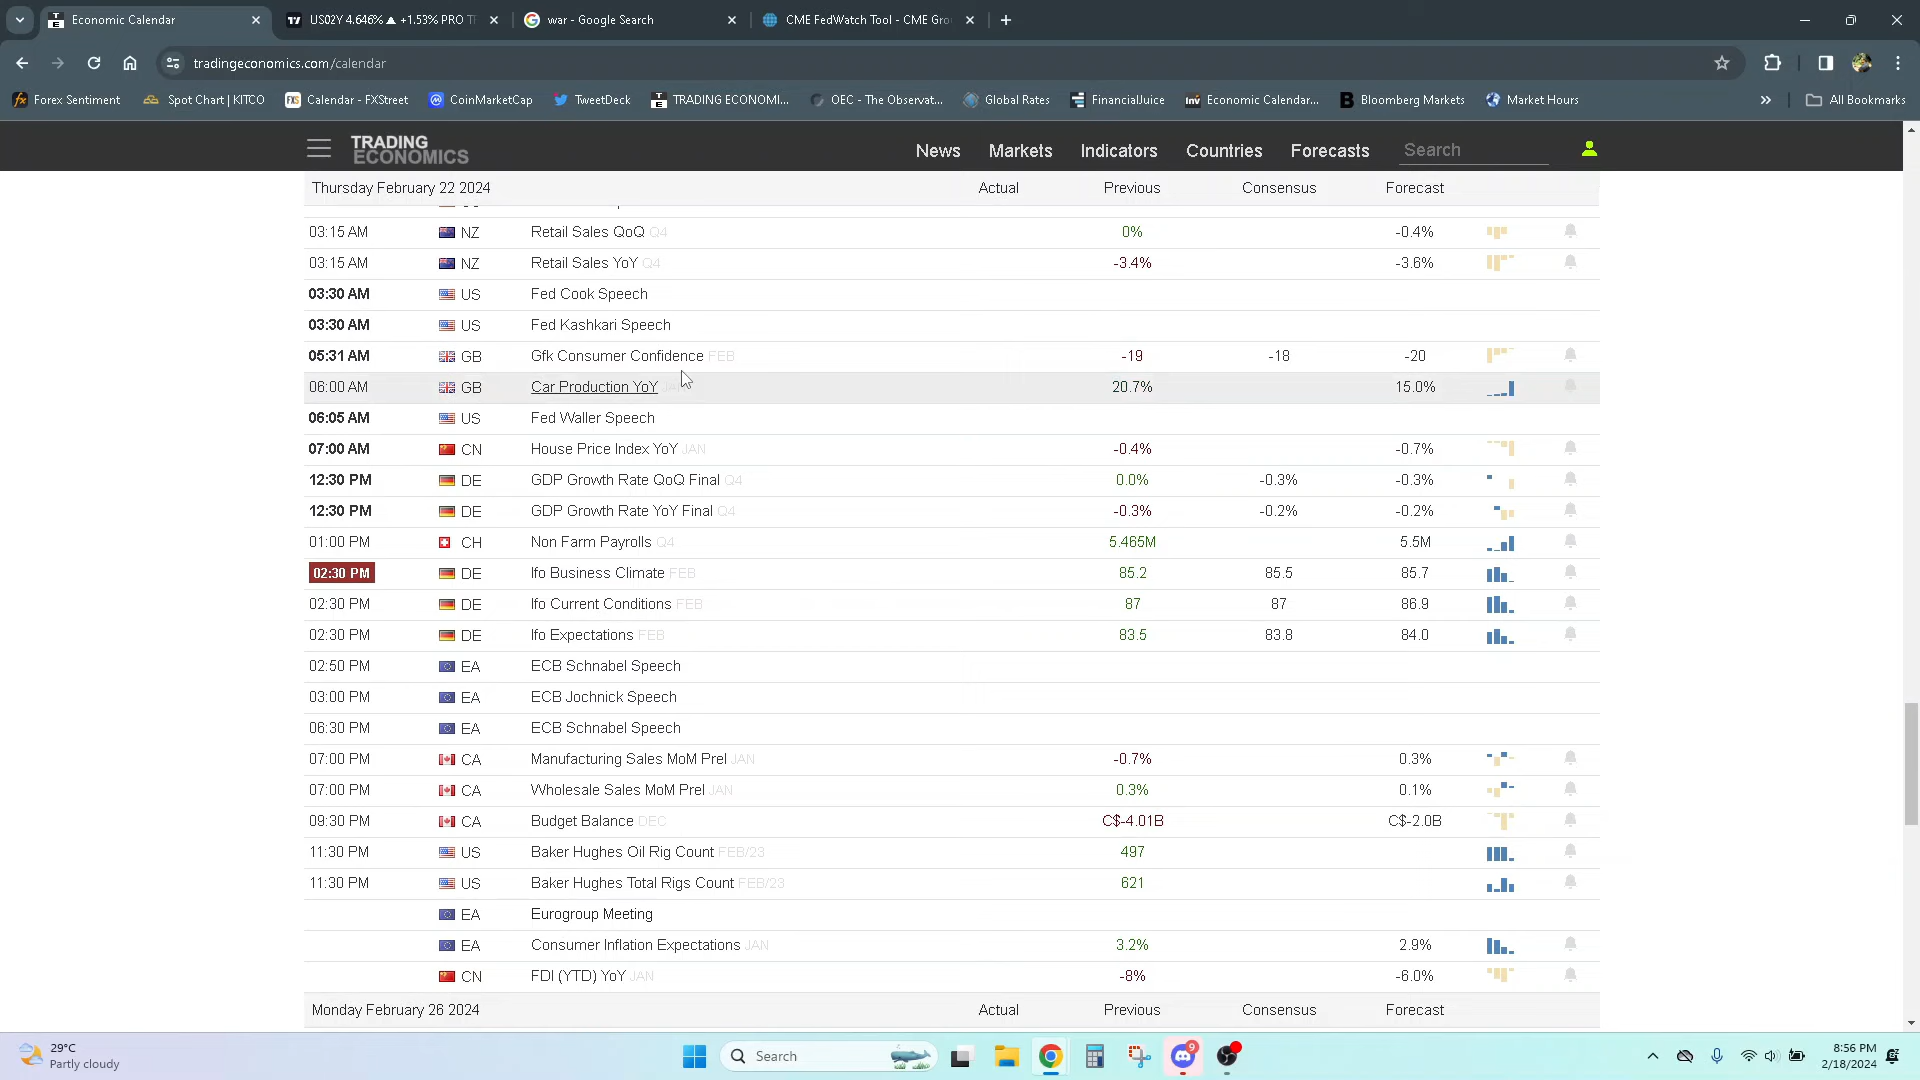 Economic Calendar
US02Y 4.646% ▲ +1.53% PRO T
war - Google Search
CME FedWatch Tool - CME Gro
tradingeconomics.com/calendar
Forex Sentiment
Spot Chart | KITCO
Calendar - FXStreet
CoinMarketCap
TweetDeck
TRADING ECONOMI...
OEC - The Observat...
Global Rates
FinancialJuice
Economic Calendar...
Bloomberg Markets
Market Hours
All Bookmarks
TRADING
ECONOMICS
News Markets Indicators Countries Forecasts Search
Thursday February 22 2024 Actual Previous Consensus Forecast
03:15 AM NZ Retail Sales QoQ Q4 0% -0.4%
03:15 AM NZ Retail Sales YoY Q4 -3.4% -3.6%
03:30 AM US Fed Cook Speech
03:30 AM US Fed Kashkari Speech
05:31 AM GB Gfk Consumer Confidence FEB -19 -18 -20
06:00 AM GB Car Production YoY 20.7% 15.0%
06:05 AM US Fed Waller Speech
07:00 AM CN House Price Index YoY JAN -0.4% -0.7%
12:30 PM DE GDP Growth Rate QoQ Final Q4 0.0% -0.3% -0.3%
12:30 PM DE GDP Growth Rate YoY Final Q4 -0.3% -0.2% -0.2%
01:00 PM CH Non Farm Payrolls Q4 5.465M 5.5M
02:30 PM DE Ifo Business Climate FEB 85.2 85.5 85.7
02:30 PM DE Ifo Current Conditions FEB 87 87 86.9
02:30 PM DE Ifo Expectations FEB 83.5 83.8 84.0
02:50 PM EA ECB Schnabel Speech
03:00 PM EA ECB Jochnick Speech
06:30 PM EA ECB Schnabel Speech
07:00 PM CA Manufacturing Sales MoM Prel JAN -0.7% 0.3%
07:00 PM CA Wholesale Sales MoM Prel JAN 0.3% 0.1%
09:30 PM CA Budget Balance DEC C$-4.01B C$-2.0B
11:30 PM US Baker Hughes Oil Rig Count FEB/23 497
11:30 PM US Baker Hughes Total Rigs Count FEB/23 621
EA Eurogroup Meeting
EA Consumer Inflation Expectations JAN 3.2% 2.9%
CN FDI (YTD) YoY JAN -8% -6.0%
Monday February 26 2024 Actual Previous Consensus Forecast
29°C
Partly cloudy
Search
9
8:56 PM
2/18/2024